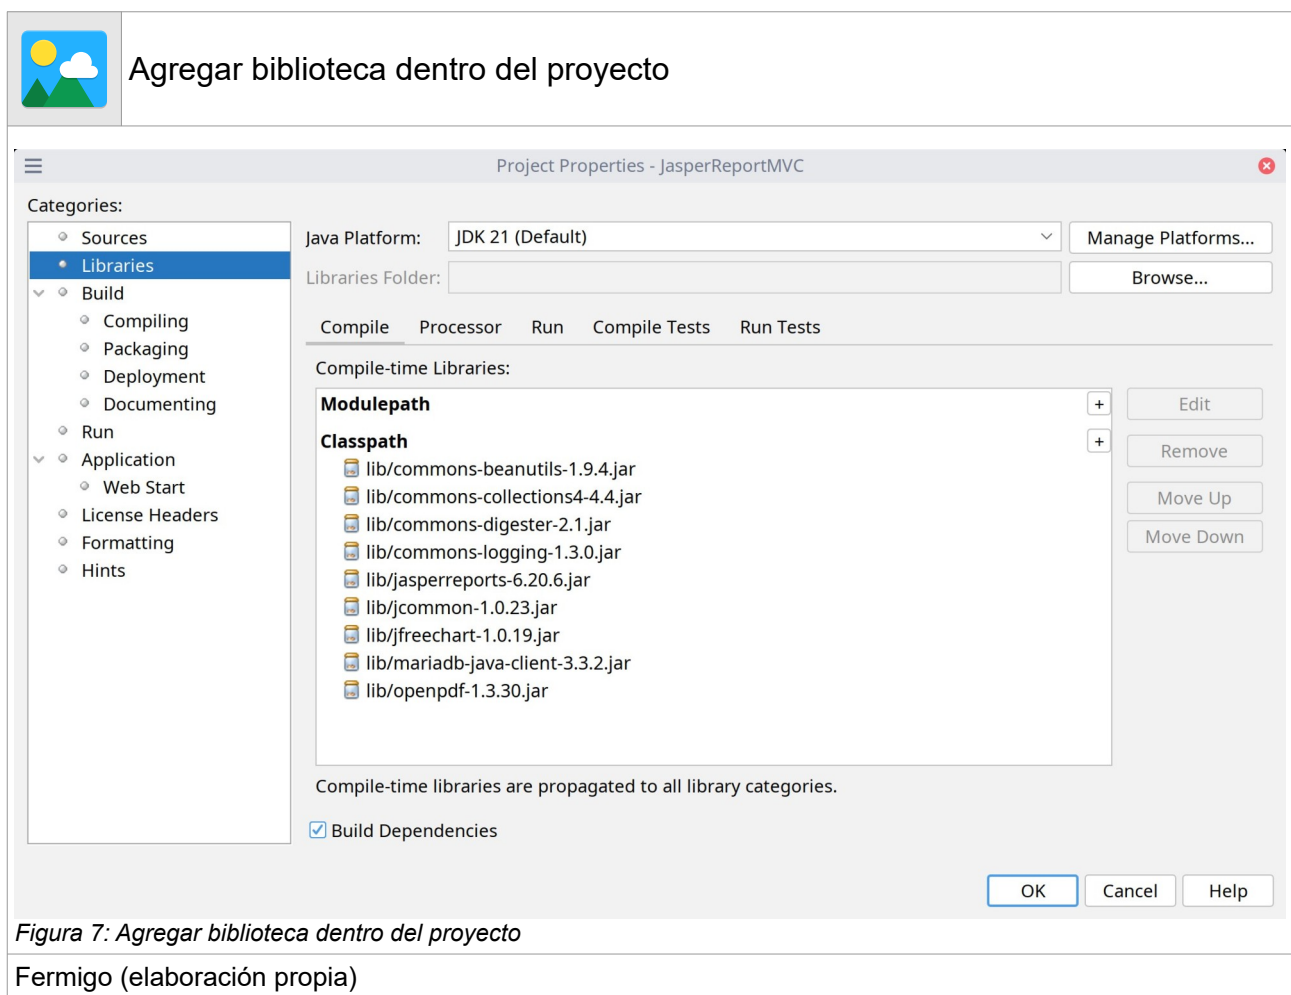 Agregar biblioteca dentro del proyecto
Project Properties - JasperReportMVC
Categories:
Sources
Libraries
Build
Compiling
Packaging
Deployment
Documenting
Run
Application
Web Start
License Headers
Formatting
Hints
Java Platform: JDK 21 (Default) Manage Platforms...
Libraries Folder: Browse...
Compile Processor Run Compile Tests Run Tests
Compile-time Libraries:
Modulepath +
Classpath +
lib/commons-beanutils-1.9.4.jar
lib/commons-collections4-4.4.jar
lib/commons-digester-2.1.jar
lib/commons-logging-1.3.0.jar
lib/jasperreports-6.20.6.jar
lib/jcommon-1.0.23.jar
lib/jfreechart-1.0.19.jar
lib/mariadb-java-client-3.3.2.jar
lib/openpdf-1.3.30.jar
Edit
Remove
Move Up
Move Down
Compile-time libraries are propagated to all library categories.
Build Dependencies
OK Cancel Help
Figura 7: Agregar biblioteca dentro del proyecto
Fermigo (elaboración propia)